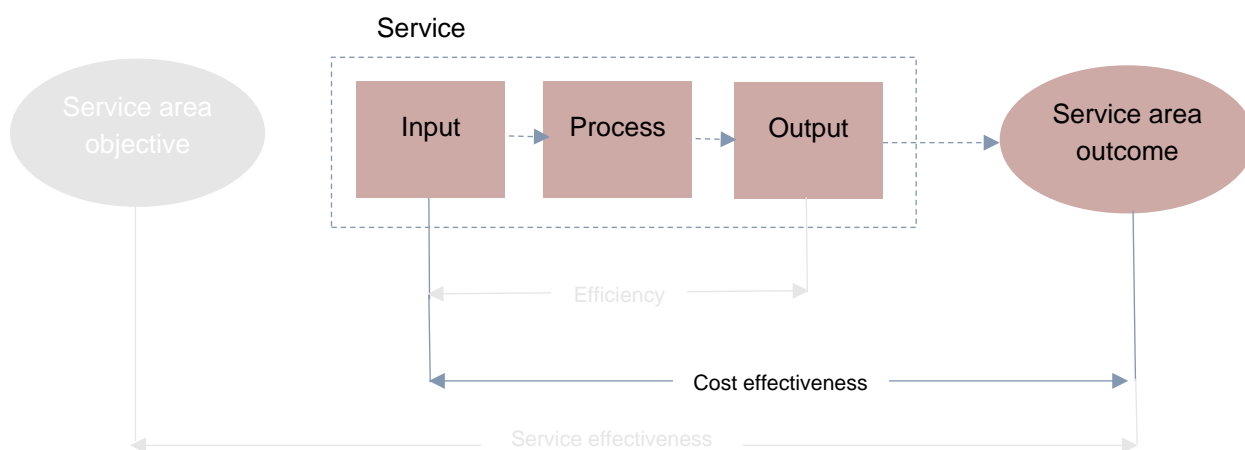 Service
Service area
objective
Input
Process
Output
Service area
outcome
Efficiency
Cost effectiveness
Service effectiveness